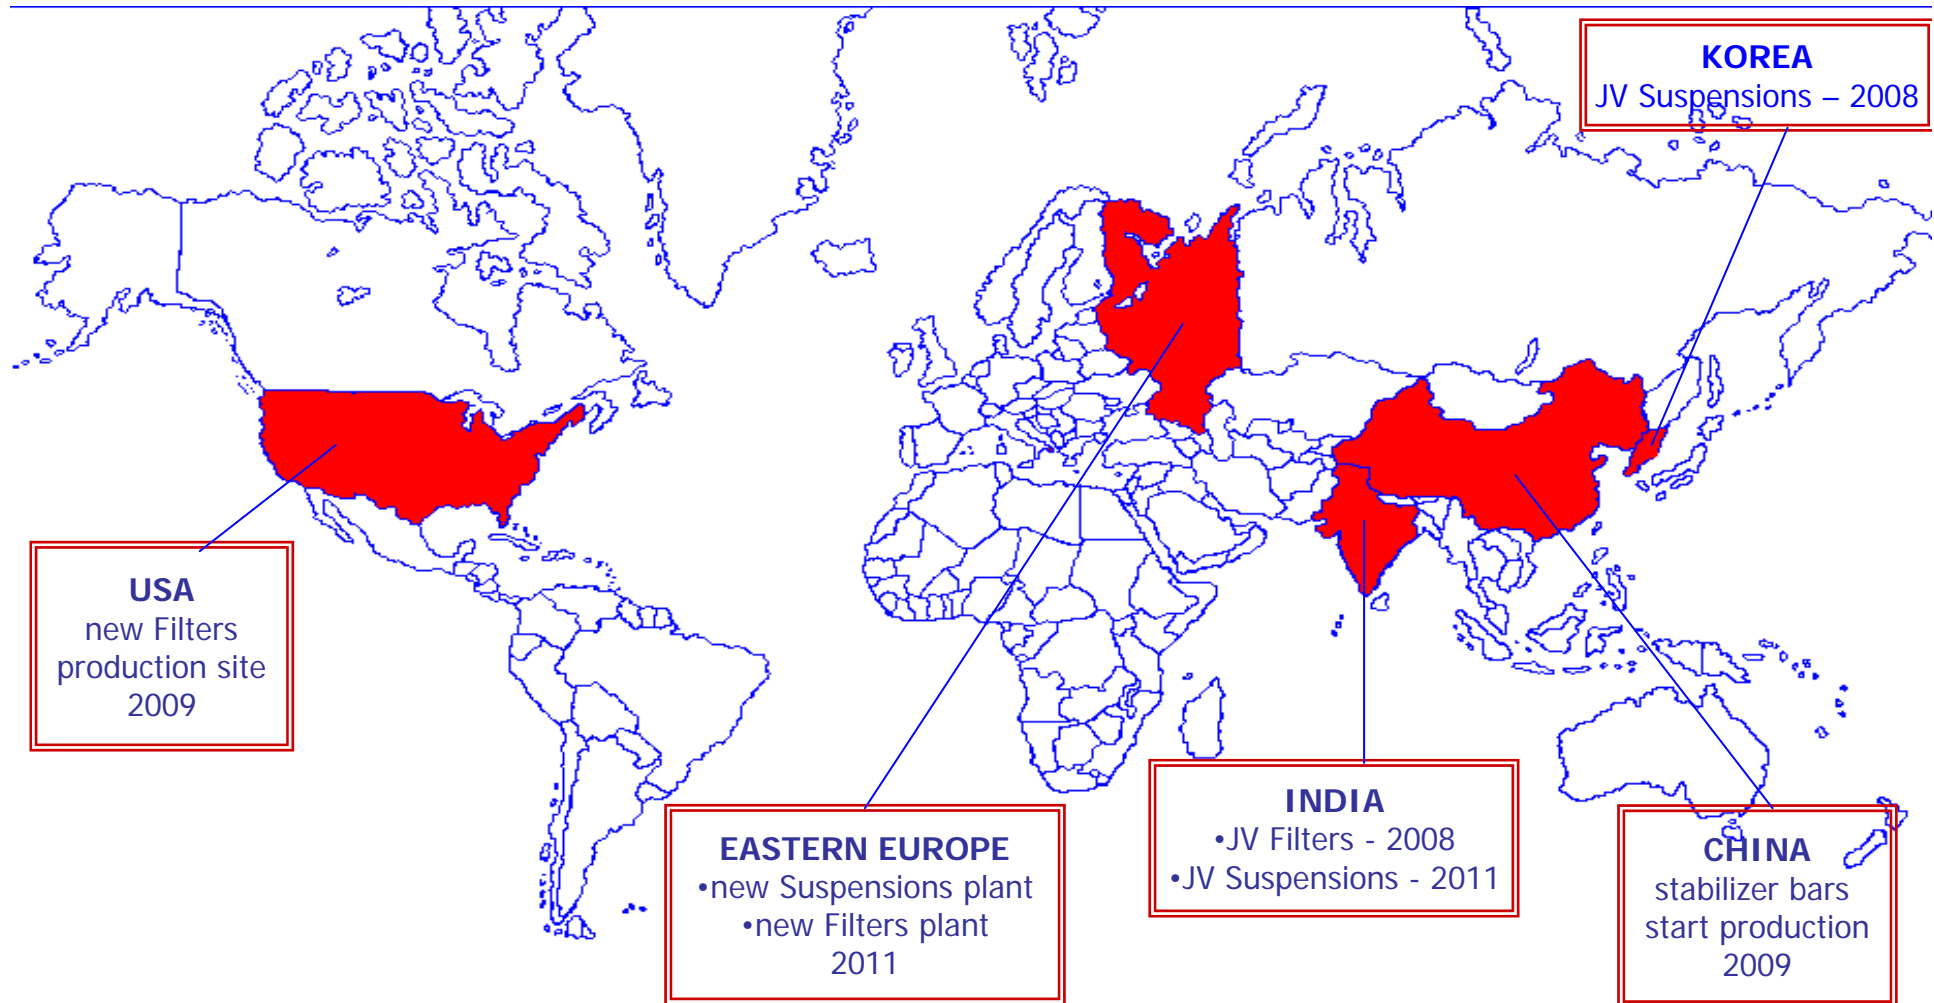 KOREA
JV Suspensions – 2008
USA
new Filters
production site
2009
EASTERN EUROPE
•new Suspensions plant
•new Filters plant
2011
INDIA
•JV Filters - 2008
•JV Suspensions - 2011
CHINA
stabilizer bars
start production
2009